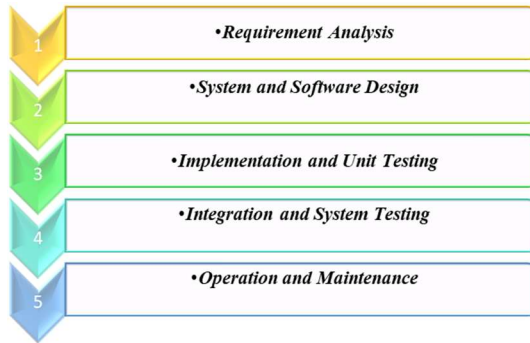 1
•Requirement Analysis
2
•System and Software Design
3
•Implementation and Unit Testing
4
•Integration and System Testing
5
•Operation and Maintenance